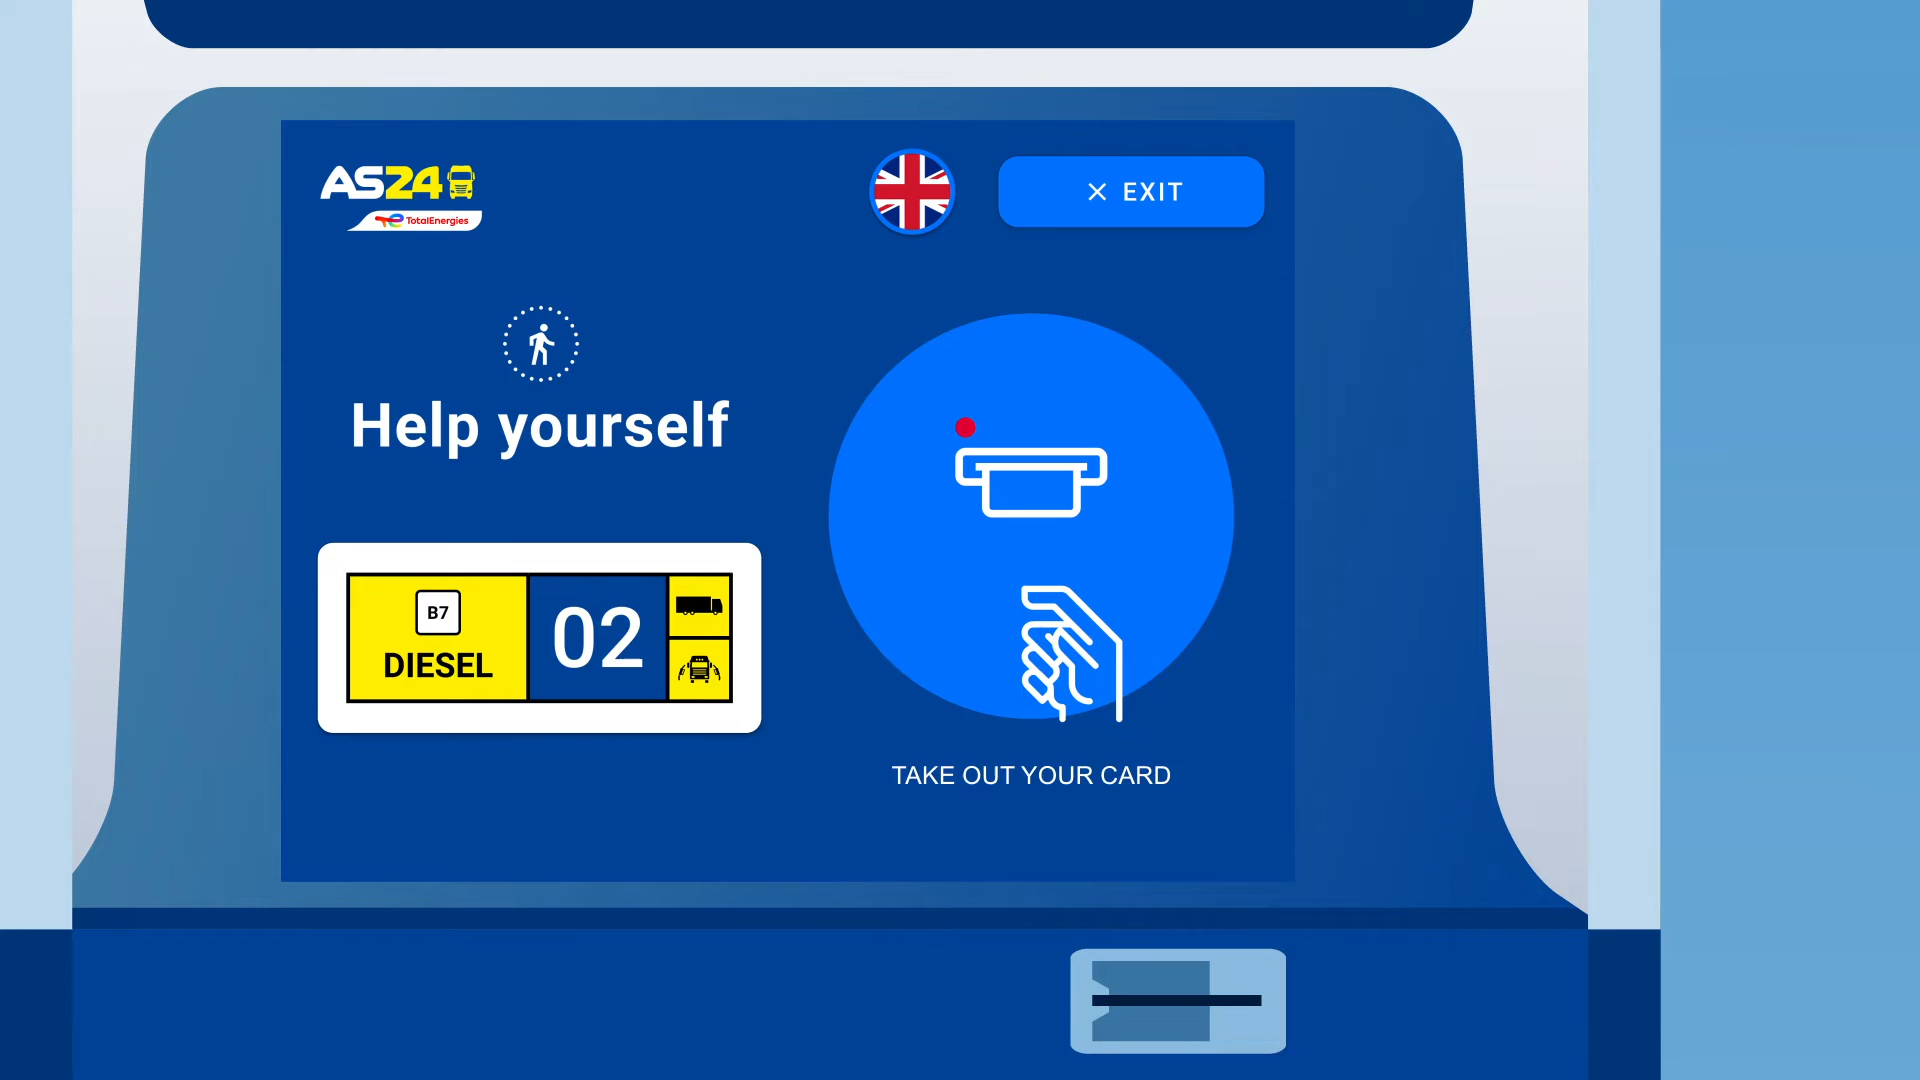 AS24
TotalEnergies
EXIT
Help yourself
B7
DIESEL
02
TAKE OUT YOUR CARD